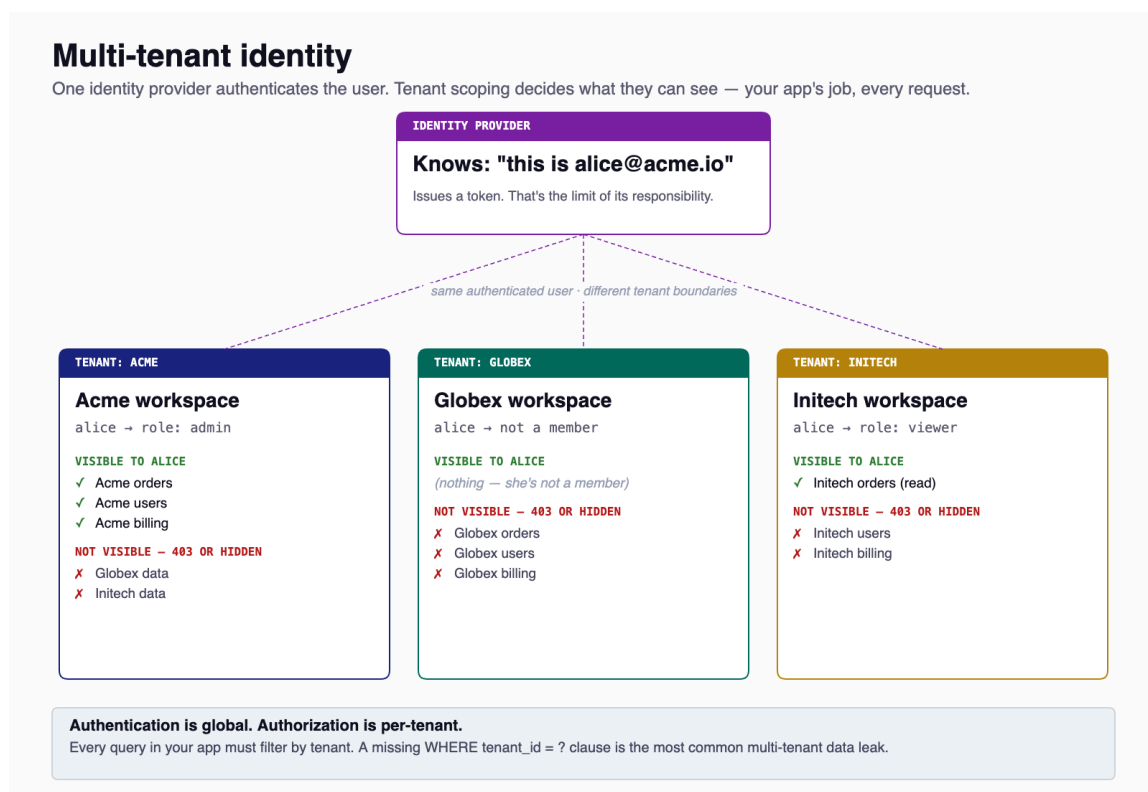 Multi-tenant identity
One identity provider authenticates the user. Tenant scoping decides what they can see — your app's job, every request.
IDENTITY PROVIDER
Knows: "this is alice@acme.io"
Issues a token. That's the limit of its responsibility.
same authenticated user · different tenant boundaries
TENANT: ACME
Acme workspace
alice → role: admin
VISIBLE TO ALICE
✓ Acme orders
✓ Acme users
✓ Acme billing
NOT VISIBLE — 403 OR HIDDEN
✗ Globex data
✗ Initech data
TENANT: GLOBEX
Globex workspace
alice → not a member
VISIBLE TO ALICE
(nothing — she's not a member)
NOT VISIBLE — 403 OR HIDDEN
✗ Globex orders
✗ Globex users
✗ Globex billing
TENANT: INITECH
Initech workspace
alice → role: viewer
VISIBLE TO ALICE
✓ Initech orders (read)
NOT VISIBLE — 403 OR HIDDEN
✗ Initech users
✗ Initech billing
Authentication is global. Authorization is per-tenant.
Every query in your app must filter by tenant. A missing WHERE tenant_id = ? clause is the most common multi-tenant data leak.